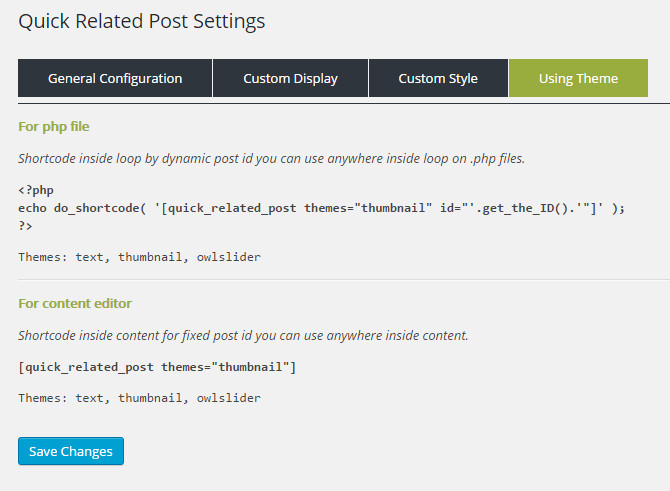 Quick Related Post Settings
General Configuration
Custom Display
Custom Style
Using Theme
For php file
Shortcode inside loop by dynamic post id you can use anywhere inside loop on .php files.
<?php
echo do_shortcode( '[quick_related_post themes="thumbnail" id="'.get_the_ID().'"]' );
?>
Themes: text, thumbnail, owlslider
For content editor
Shortcode inside content for fixed post id you can use anywhere inside content.
[quick_related_post themes="thumbnail"]
Themes: text, thumbnail, owlslider
Save Changes